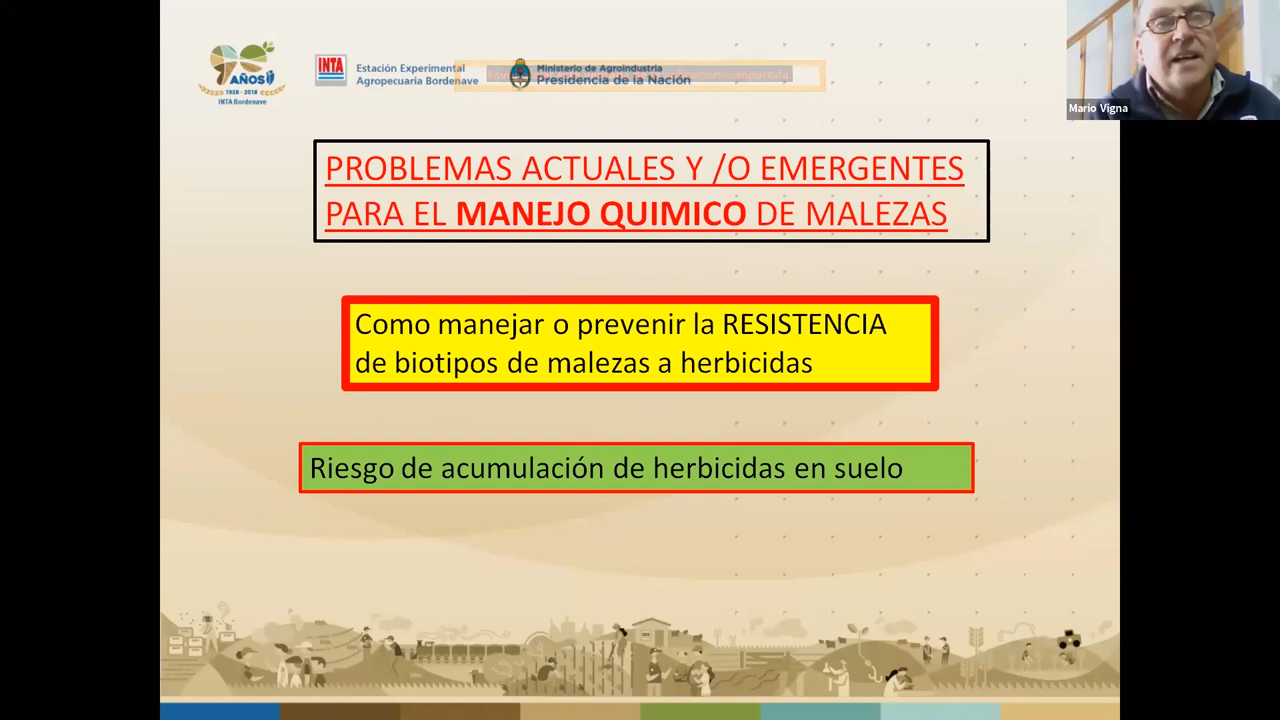 90 AÑOS
1928 - 2018
INTA Bordenave
INTA
Estación Experimental
Agropecuaria Bordenave
Ministerio de Agroindustria
Presidencia de la Nación
compartida.
Mario Vigna
PROBLEMAS ACTUALES Y /O EMERGENTES
PARA EL MANEJO QUIMICO DE MALEZAS
Como manejar o prevenir la RESISTENCIA
de biotipos de malezas a herbicidas
Riesgo de acumulación de herbicidas en suelo